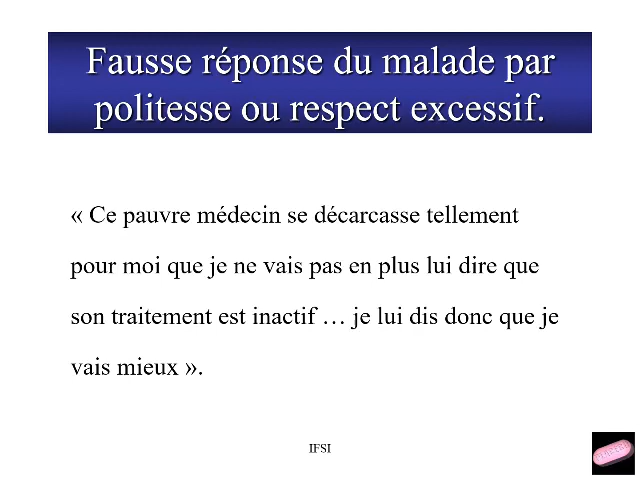 Fausse réponse du malade par
politesse ou respect excessif.
« Ce pauvre médecin se décarcasse tellement
pour moi que je ne vais pas en plus lui dire que
son traitement est inactif … je lui dis donc que je
vais mieux ».
IFSI